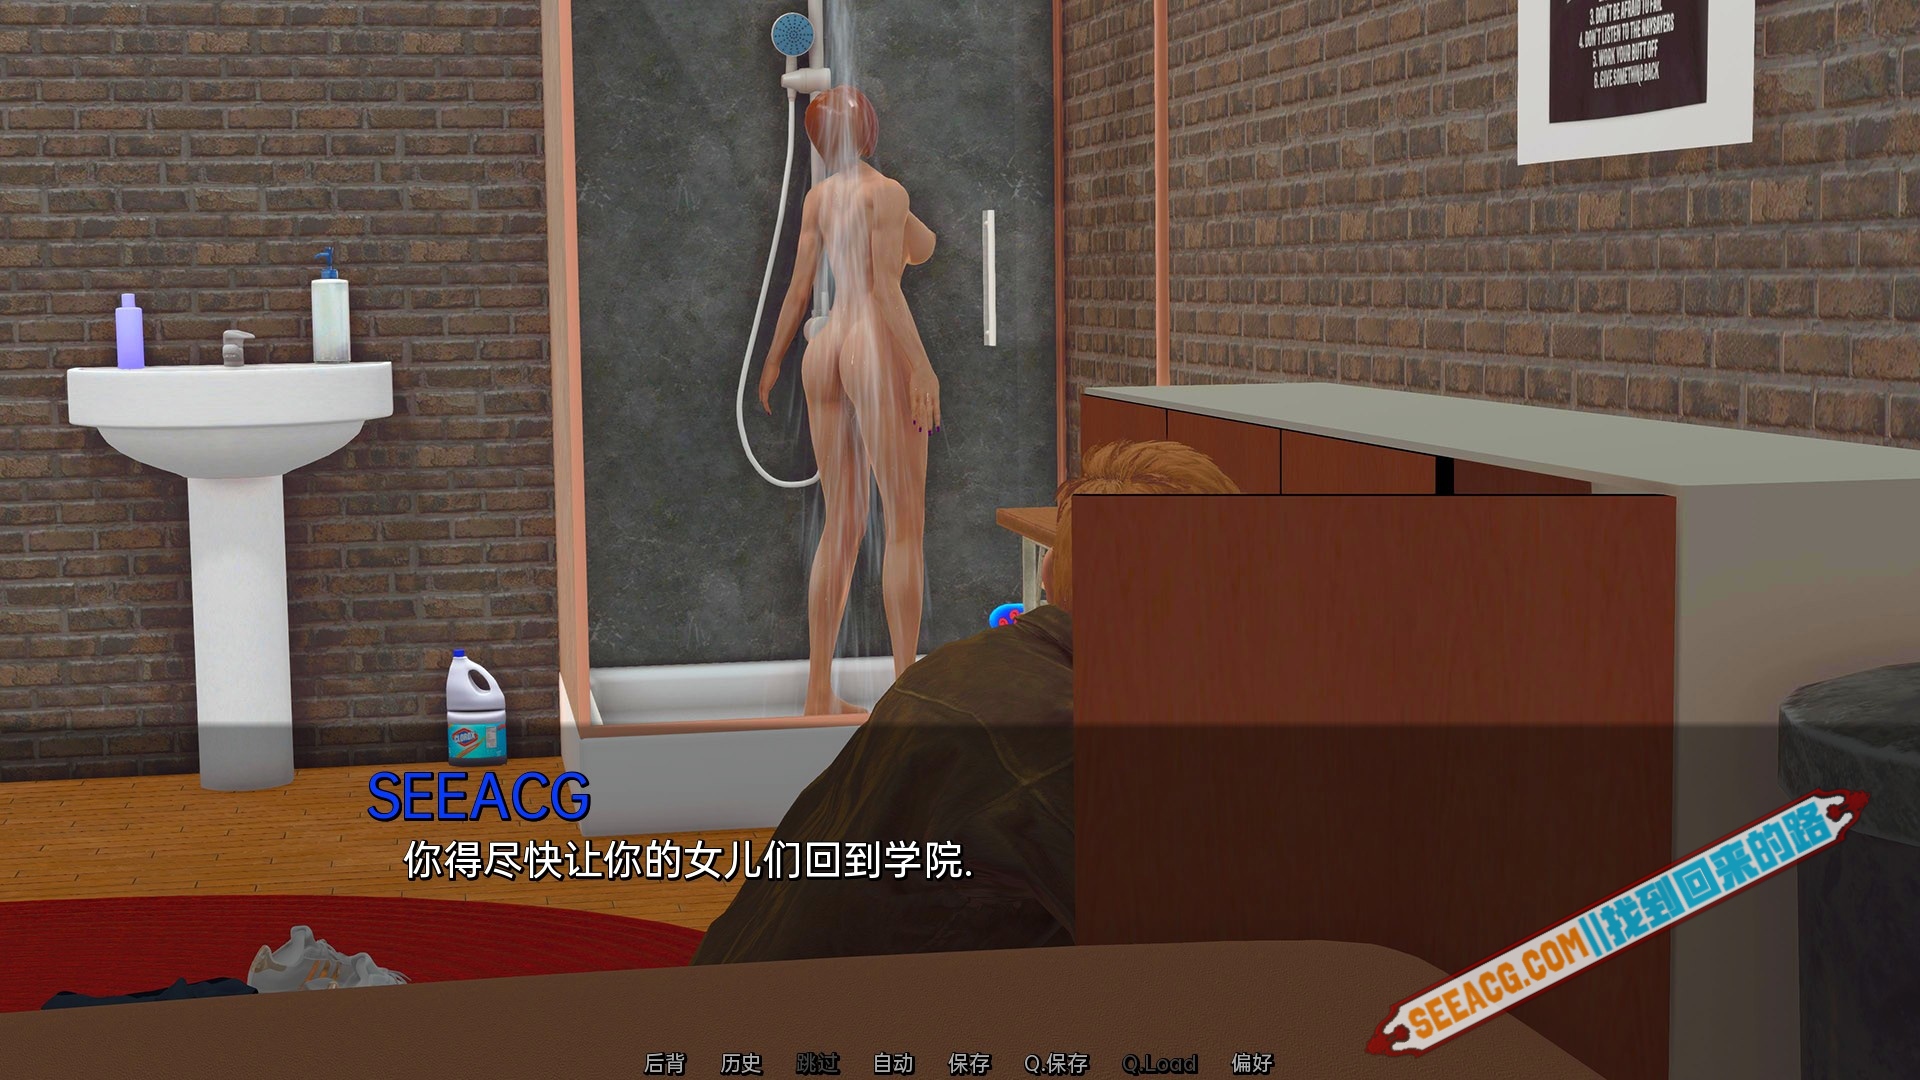 3. DON'T BE AFRAID TO FAIL
4. DON'T LISTEN TO THE NAYSAYERS
5. WORK YOUR BUTT OFF
6. GIVE SOMETHING BACK
CLOROX
SEEACG
你得尽快让你的女儿们回到学院.
SEEACG.COM||找到回来的路
后背 历史 跳过 自动 保存 Q.保存 Q.Load 偏好